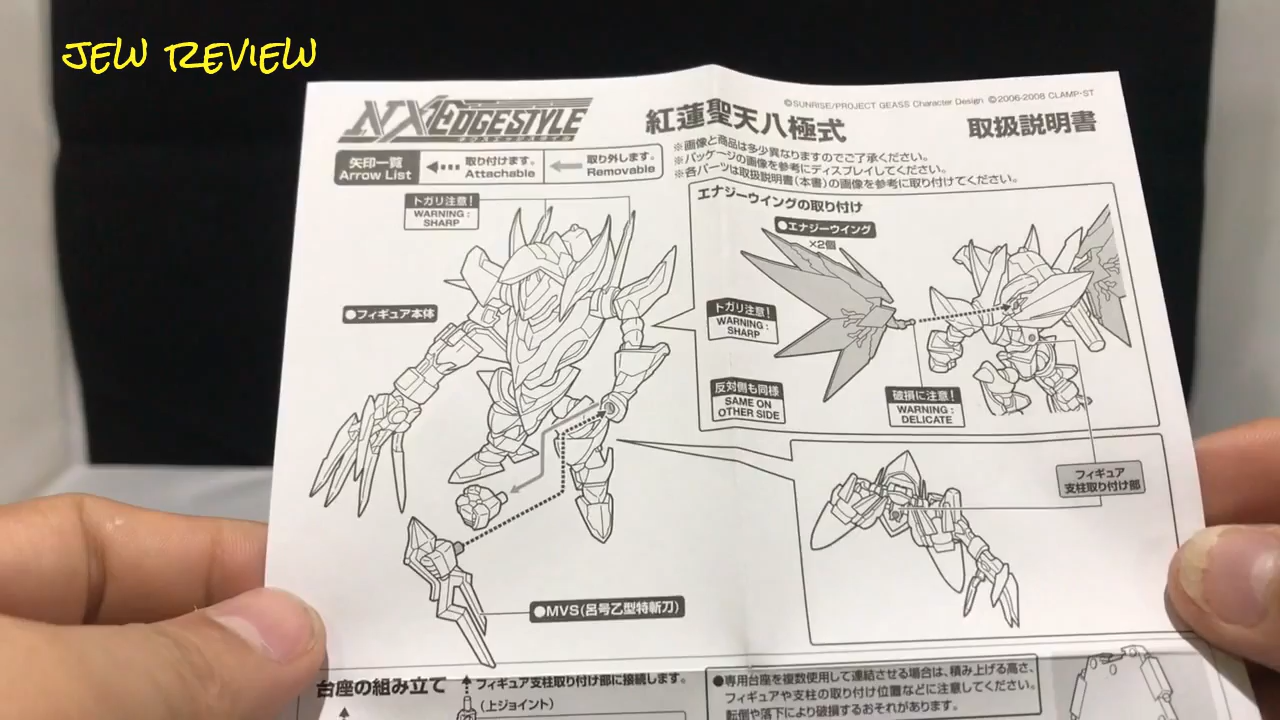 JEW REVIEW
NXEDGESTYLE
ネクスエッジスタイル
紅蓮聖天八極式
©SUNRISE/PROJECT GEASS Character Design ©2006-2008 CLAMP・ST
取扱説明書
矢印一覧
Arrow List
取り付けます。
Attachable
取り外します。
Removable
※画像と商品は多少異なりますのでご了承ください。
※パッケージの画像を参考にディスプレイしてください。
※各パーツは取扱説明書(本書)の画像を参考に取り付けてください。
トガリ注意!
WARNING:
SHARP
●フィギュア本体
エナジーウイングの取り付け
●エナジーウイング
×2個
トガリ注意!
WARNING:
SHARP
反対側も同様
SAME ON
OTHER SIDE
破損に注意!
WARNING:
DELICATE
フィギュア
支柱取り付け部
●MVS(呂号乙型特斬刀)
台座の組み立て
フィギュア支柱取り付け部に接続します。
(上ジョイント)
●専用台座を複数使用して連結させる場合は、積み上げる高さ、
フィギュアや支柱の取り付け位置などに注意してください。
転倒や落下により破損するおそれがあります。